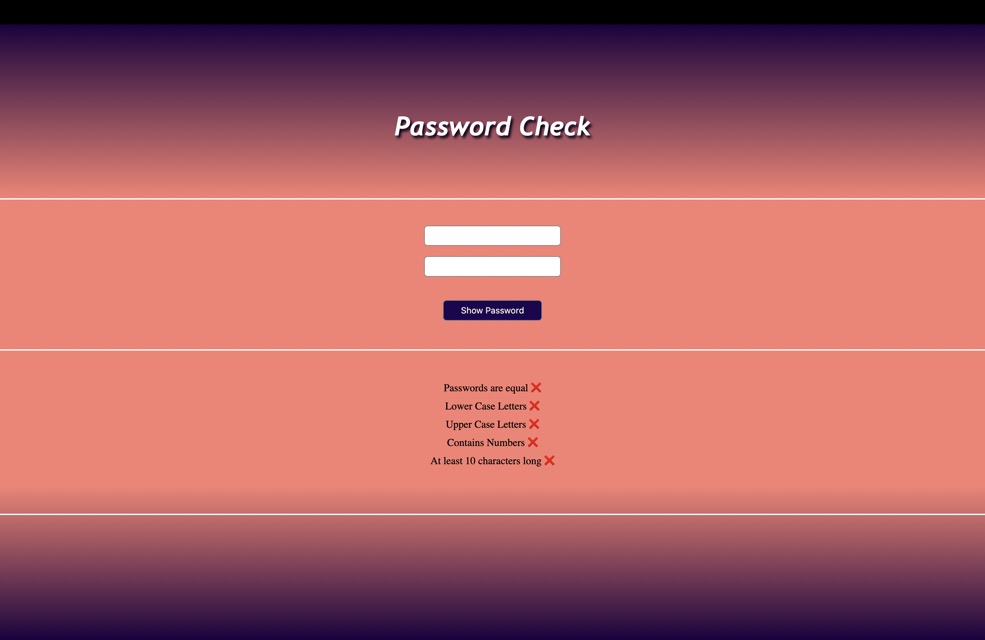 Password Check
Show Password
Passwords are equal ❌
Lower Case Letters ❌
Upper Case Letters ❌
Contains Numbers ❌
At least 10 characters long ❌